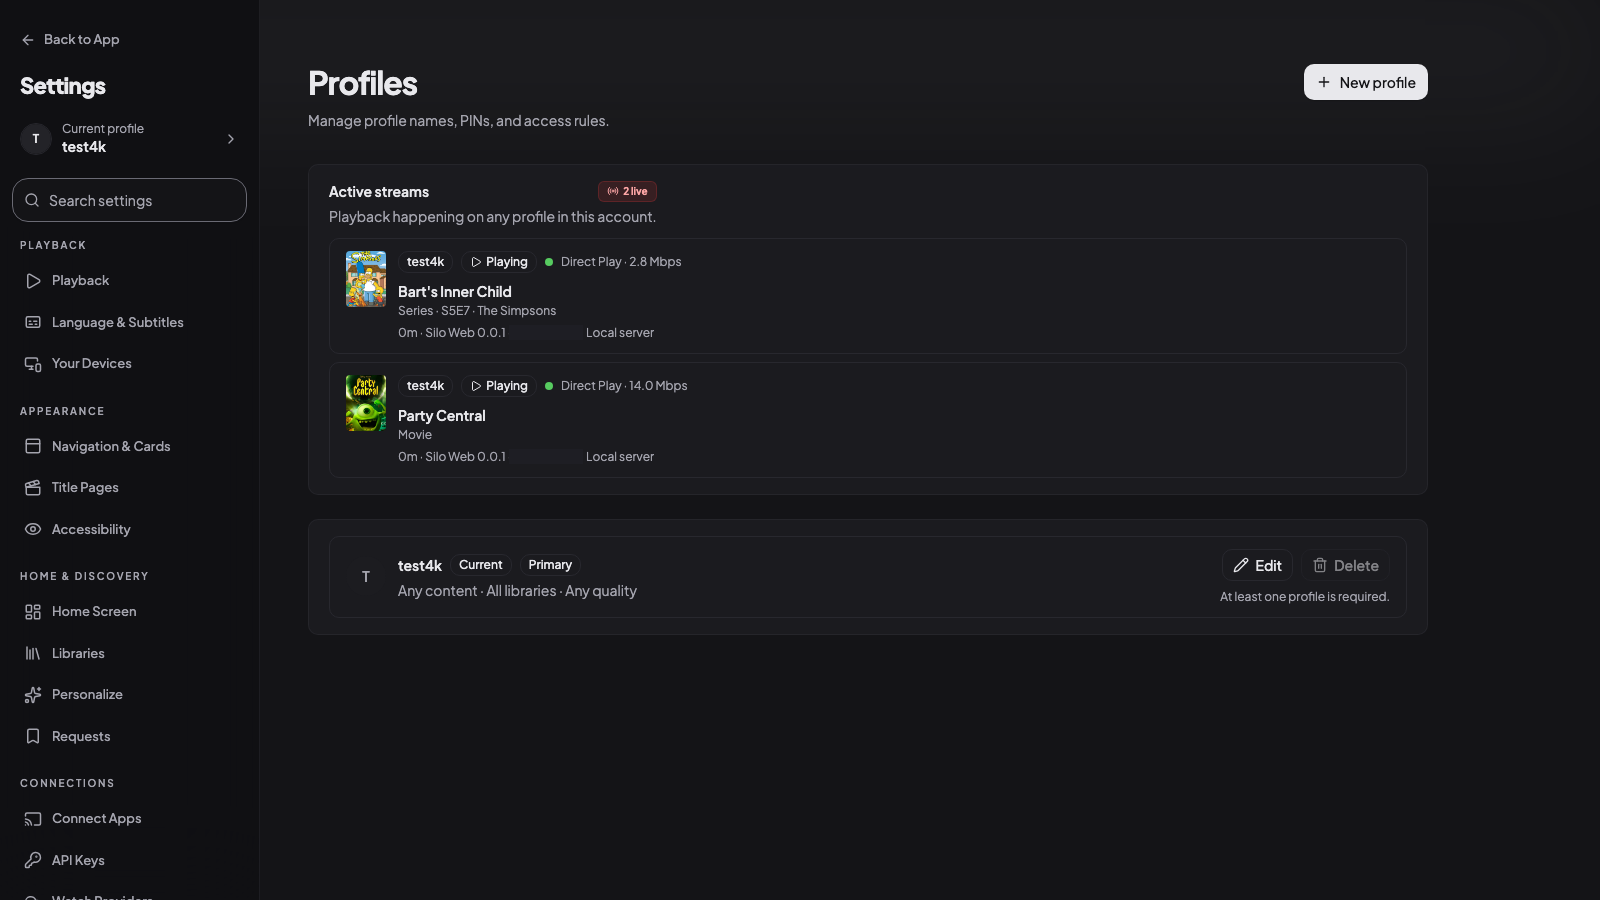 Back to App
Settings
T
Current profile
test4k
Search settings
PLAYBACK
Playback
Language & Subtitles
Your Devices
APPEARANCE
Navigation & Cards
Title Pages
Accessibility
HOME & DISCOVERY
Home Screen
Libraries
Personalize
Requests
CONNECTIONS
Connect Apps
API Keys
Watch Providers
Profiles
Manage profile names, PINs, and access rules.
New profile
Active streams
2 live
Playback happening on any profile in this account.
test4k Playing Direct Play · 2.8 Mbps
Bart's Inner Child
Series · S5E7 · The Simpsons
0m · Silo Web 0.0.1 Local server
Party Central
test4k Playing Direct Play · 14.0 Mbps
Party Central
Movie
0m · Silo Web 0.0.1 Local server
T
test4k Current Primary
Any content · All libraries · Any quality
Edit
Delete
At least one profile is required.